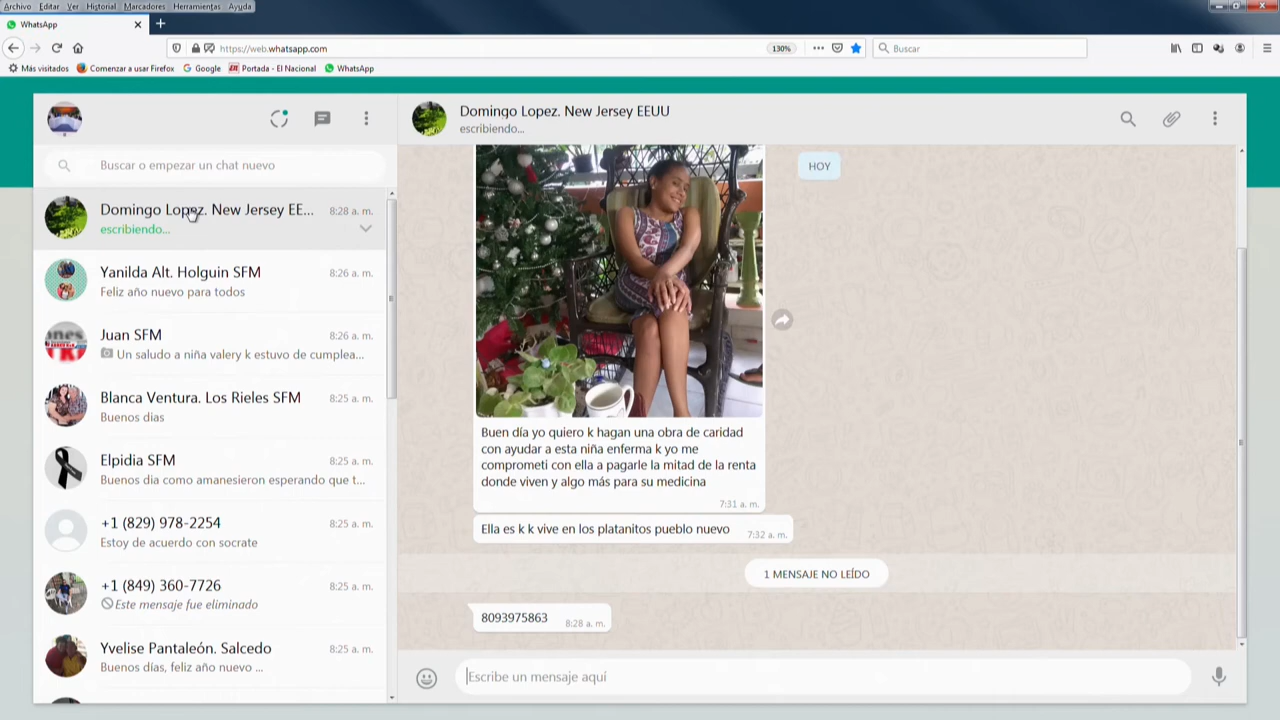 Archivo Editar Ver Historial Marcadores Herramientas Ayuda
WhatsApp
https://web.whatsapp.com
130%
Buscar
Más visitados Comenzar a usar Firefox Google Portada - El Nacional WhatsApp
Domingo Lopez. New Jersey EEUU
escribiendo...
Buscar o empezar un chat nuevo
Domingo Lopez. New Jersey EE... 8:28 a. m.
escribiendo...
Yanilda Alt. Holguin SFM 8:26 a. m.
Feliz año nuevo para todos
Juan SFM 8:26 a. m.
Un saludo a niña valery k estuvo de cumplea...
Blanca Ventura. Los Rieles SFM 8:25 a. m.
Buenos dias
Elpidia SFM 8:25 a. m.
Buenos dia como amanesieron esperando que t...
+1 (829) 978-2254 8:25 a. m.
Estoy de acuerdo con socrate
+1 (849) 360-7726 8:25 a. m.
Este mensaje fue eliminado
Yvelise Pantaleón. Salcedo 8:25 a. m.
Buenos días, feliz año nuevo ...
HOY
Buen día yo quiero k hagan una obra de caridad
con ayudar a esta niña enferma k yo me
comprometi con ella a pagarle la mitad de la renta
donde viven y algo más para su medicina
7:31 a. m.
Ella es k k vive en los platanitos pueblo nuevo 7:32 a. m.
1 MENSAJE NO LEÍDO
8093975863 8:28 a. m.
Escribe un mensaje aquí